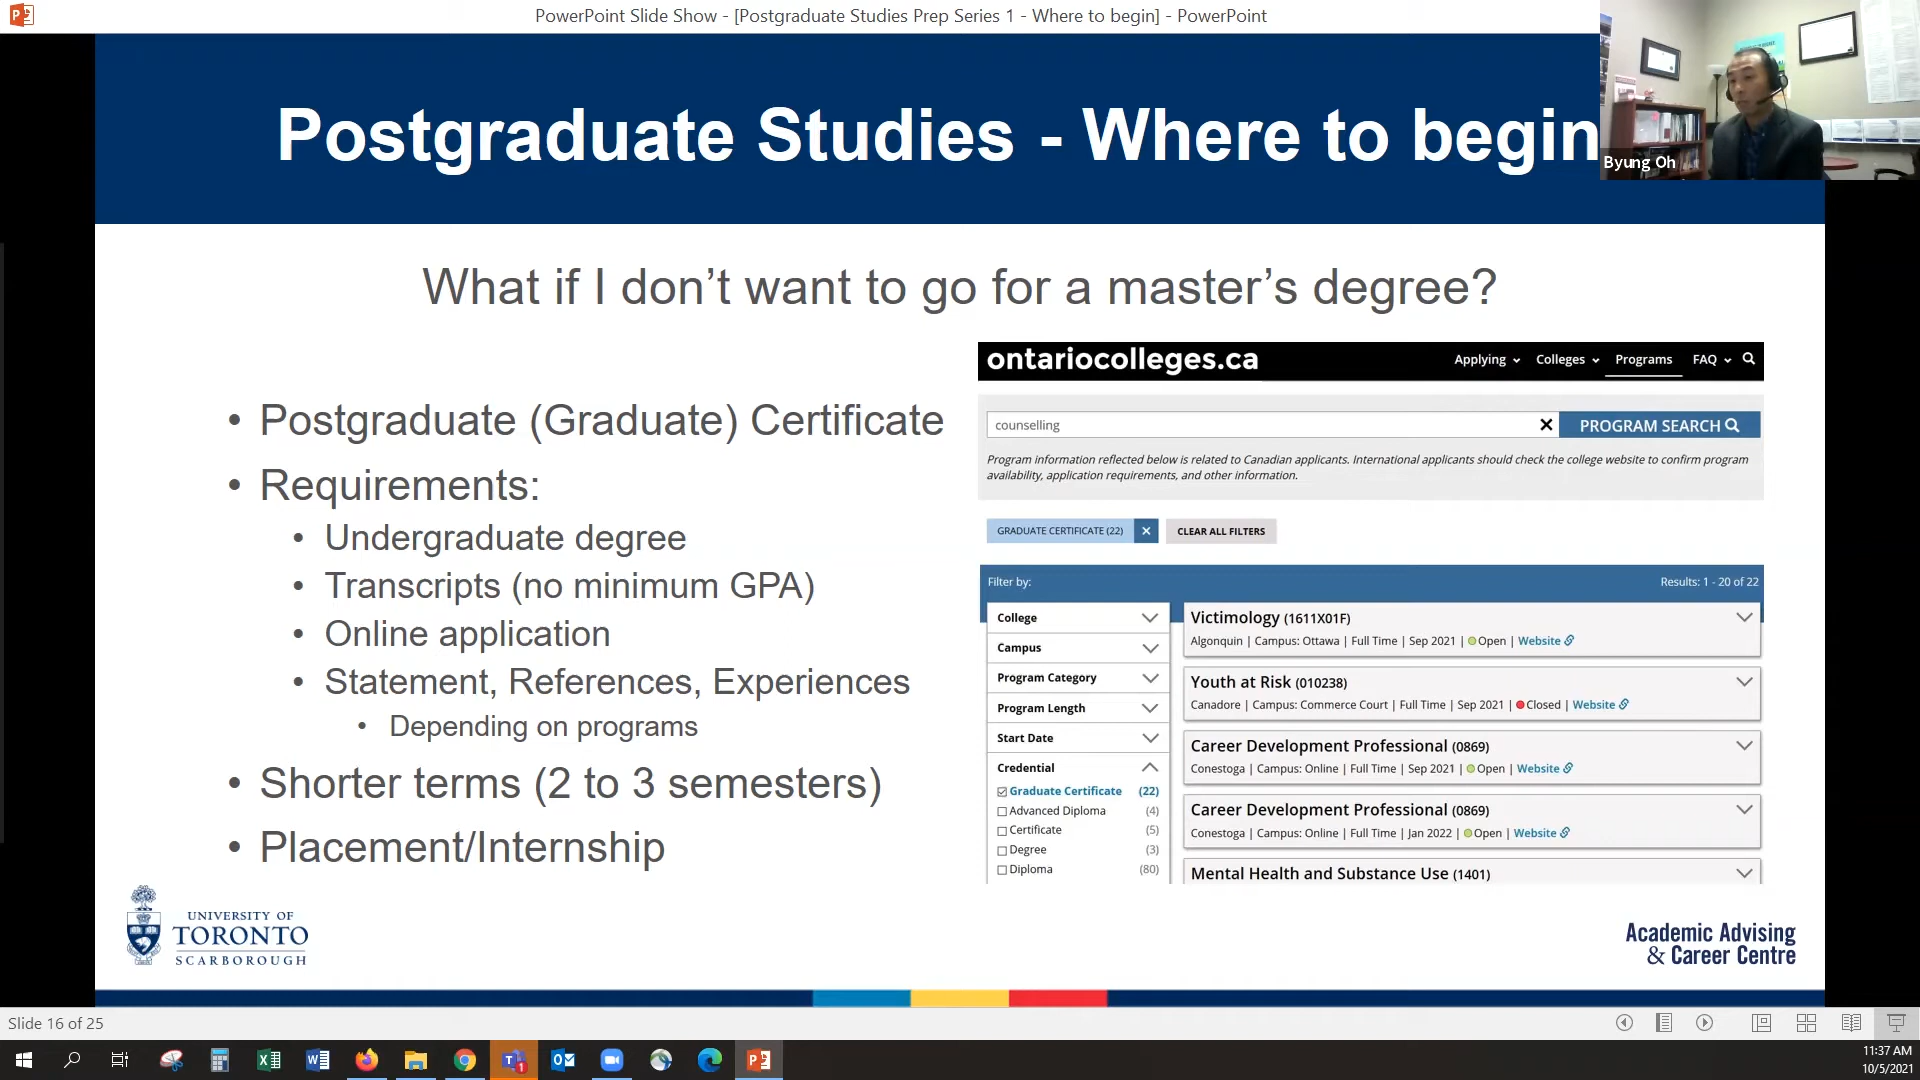 PowerPoint Slide Show - [Postgraduate Studies Prep Series 1 - Where to begin] - PowerPoint
Postgraduate Studies - Where to begin
Byung Oh
What if I don’t want to go for a master’s degree?
• Postgraduate (Graduate) Certificate
• Requirements:
• Undergraduate degree
• Transcripts (no minimum GPA)
• Online application
• Statement, References, Experiences
• Depending on programs
• Shorter terms (2 to 3 semesters)
• Placement/Internship
ontariocolleges.ca
Applying Colleges Programs FAQ
counselling
PROGRAM SEARCH
Program information reflected below is related to Canadian applicants. International applicants should check the college website to confirm program
availability, application requirements, and other information.
GRADUATE CERTIFICATE (22)
CLEAR ALL FILTERS
Filter by:
Results: 1 - 20 of 22
College
Campus
Program Category
Program Length
Start Date
Credential
Graduate Certificate (22)
Advanced Diploma (4)
Certificate (5)
Degree (3)
Diploma (80)
Victimology (1611X01F)
Algonquin | Campus: Ottawa | Full Time | Sep 2021 | Open | Website
Youth at Risk (010238)
Canadore | Campus: Commerce Court | Full Time | Sep 2021 | Closed | Website
Career Development Professional (0869)
Conestoga | Campus: Online | Full Time | Sep 2021 | Open | Website
Career Development Professional (0869)
Conestoga | Campus: Online | Full Time | Jan 2022 | Open | Website
Mental Health and Substance Use (1401)
UNIVERSITY OF
TORONTO
SCARBOROUGH
Academic Advising
& Career Centre
Slide 16 of 25
11:37 AM
10/5/2021